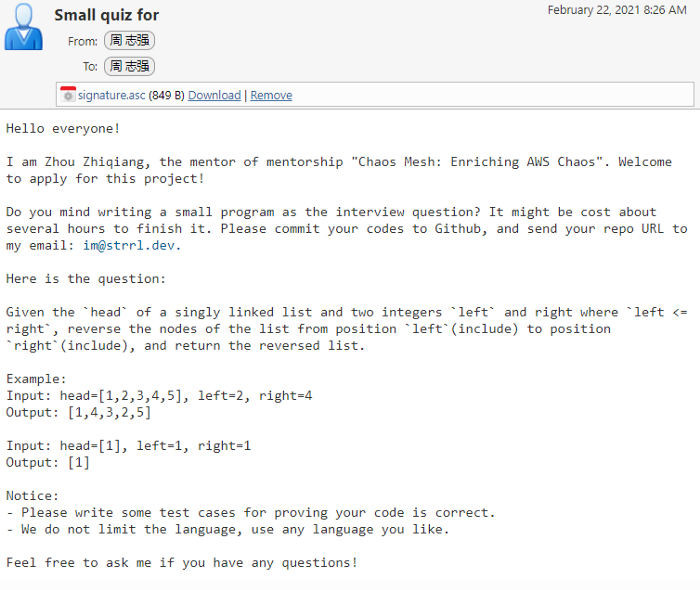 Small quiz for
February 22, 2021 8:26 AM
From: 周 志强
To: 周 志强
signature.asc (849 B) Download | Remove
Hello everyone!
I am Zhou Zhiqiang, the mentor of mentorship "Chaos Mesh: Enriching AWS Chaos". Welcome
to apply for this project!
Do you mind writing a small program as the interview question? It might be cost about
several hours to finish it. Please commit your codes to Github, and send your repo URL to
my email: im@strrl.dev.
Here is the question:
Given the `head` of a singly linked list and two integers `left` and right where `left <=
right`, reverse the nodes of the list from position `left`(include) to position
`right`(include), and return the reversed list.
Example:
Input: head=[1,2,3,4,5], left=2, right=4
Output: [1,4,3,2,5]
Input: head=[1], left=1, right=1
Output: [1]
Notice:
- Please write some test cases for proving your code is correct.
- We do not limit the language, use any language you like.
Feel free to ask me if you have any questions!